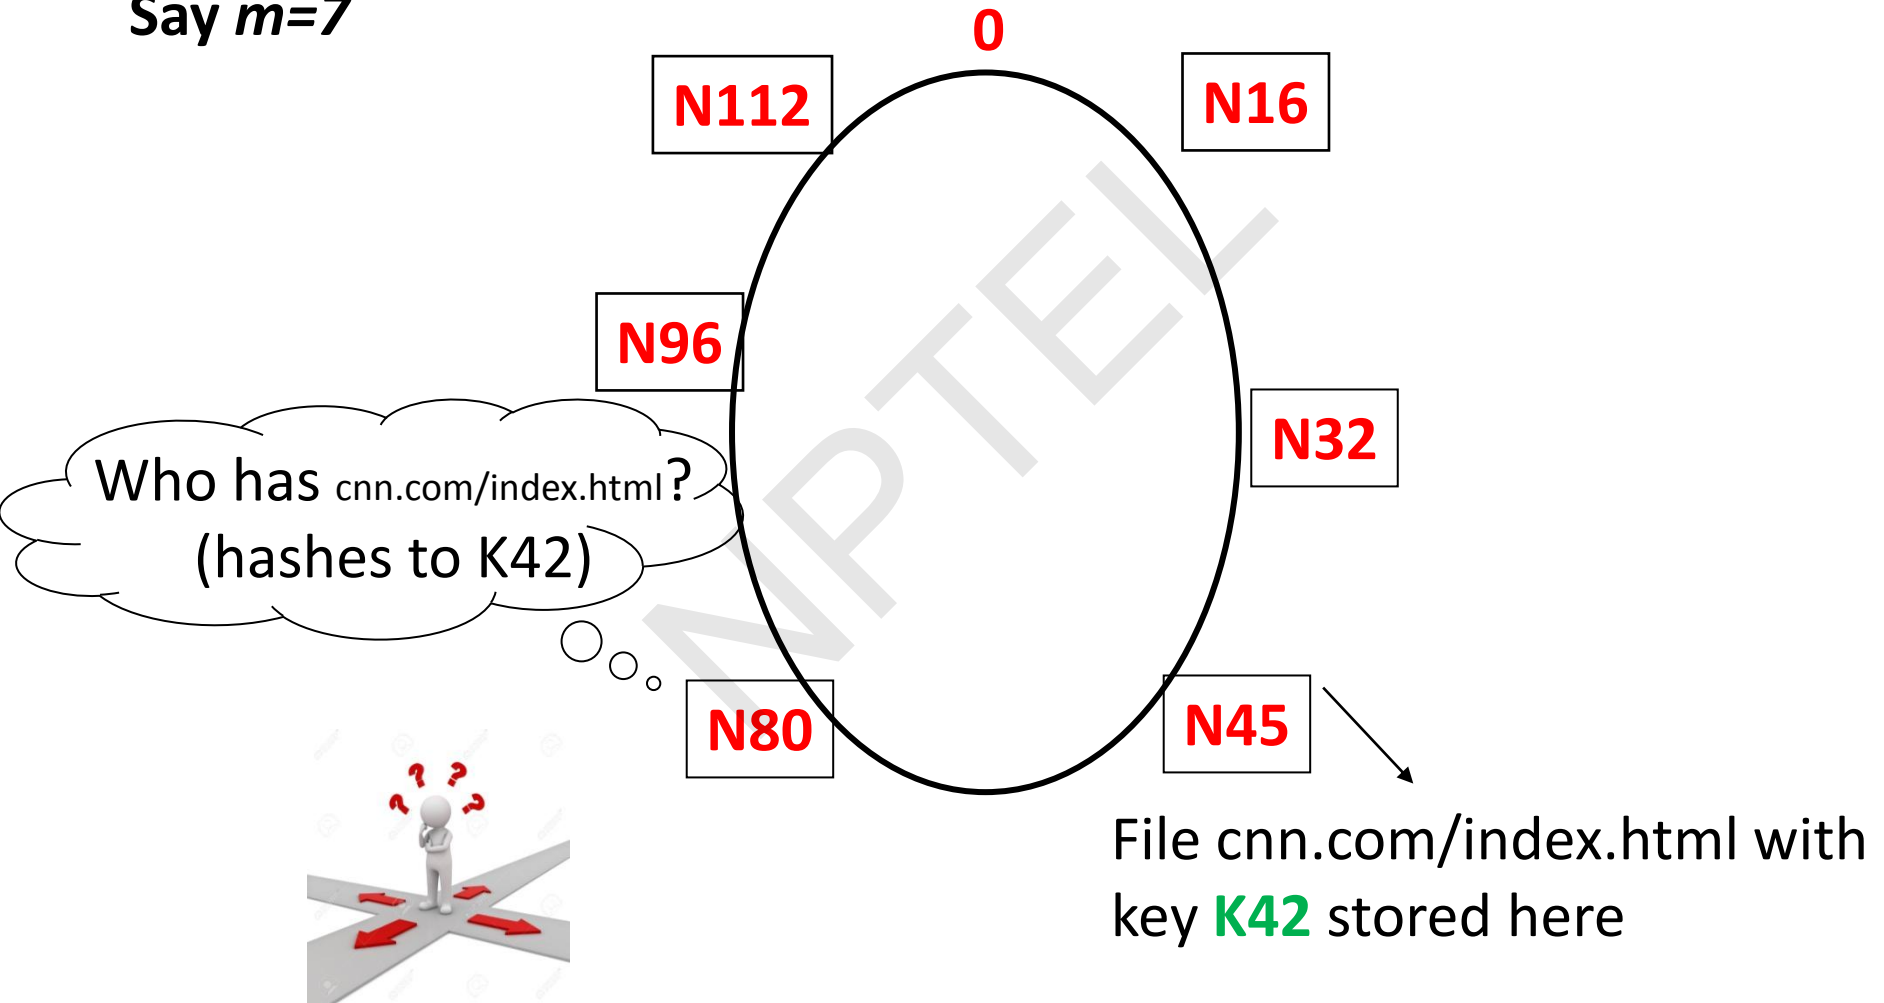 Say m=7
0
N112
N16
N96
N32
Who has cnn.com/index.html?
(hashes to K42)
N80
N45
File cnn.com/index.html with
key K42 stored here
NPTEL
? ? ? ?